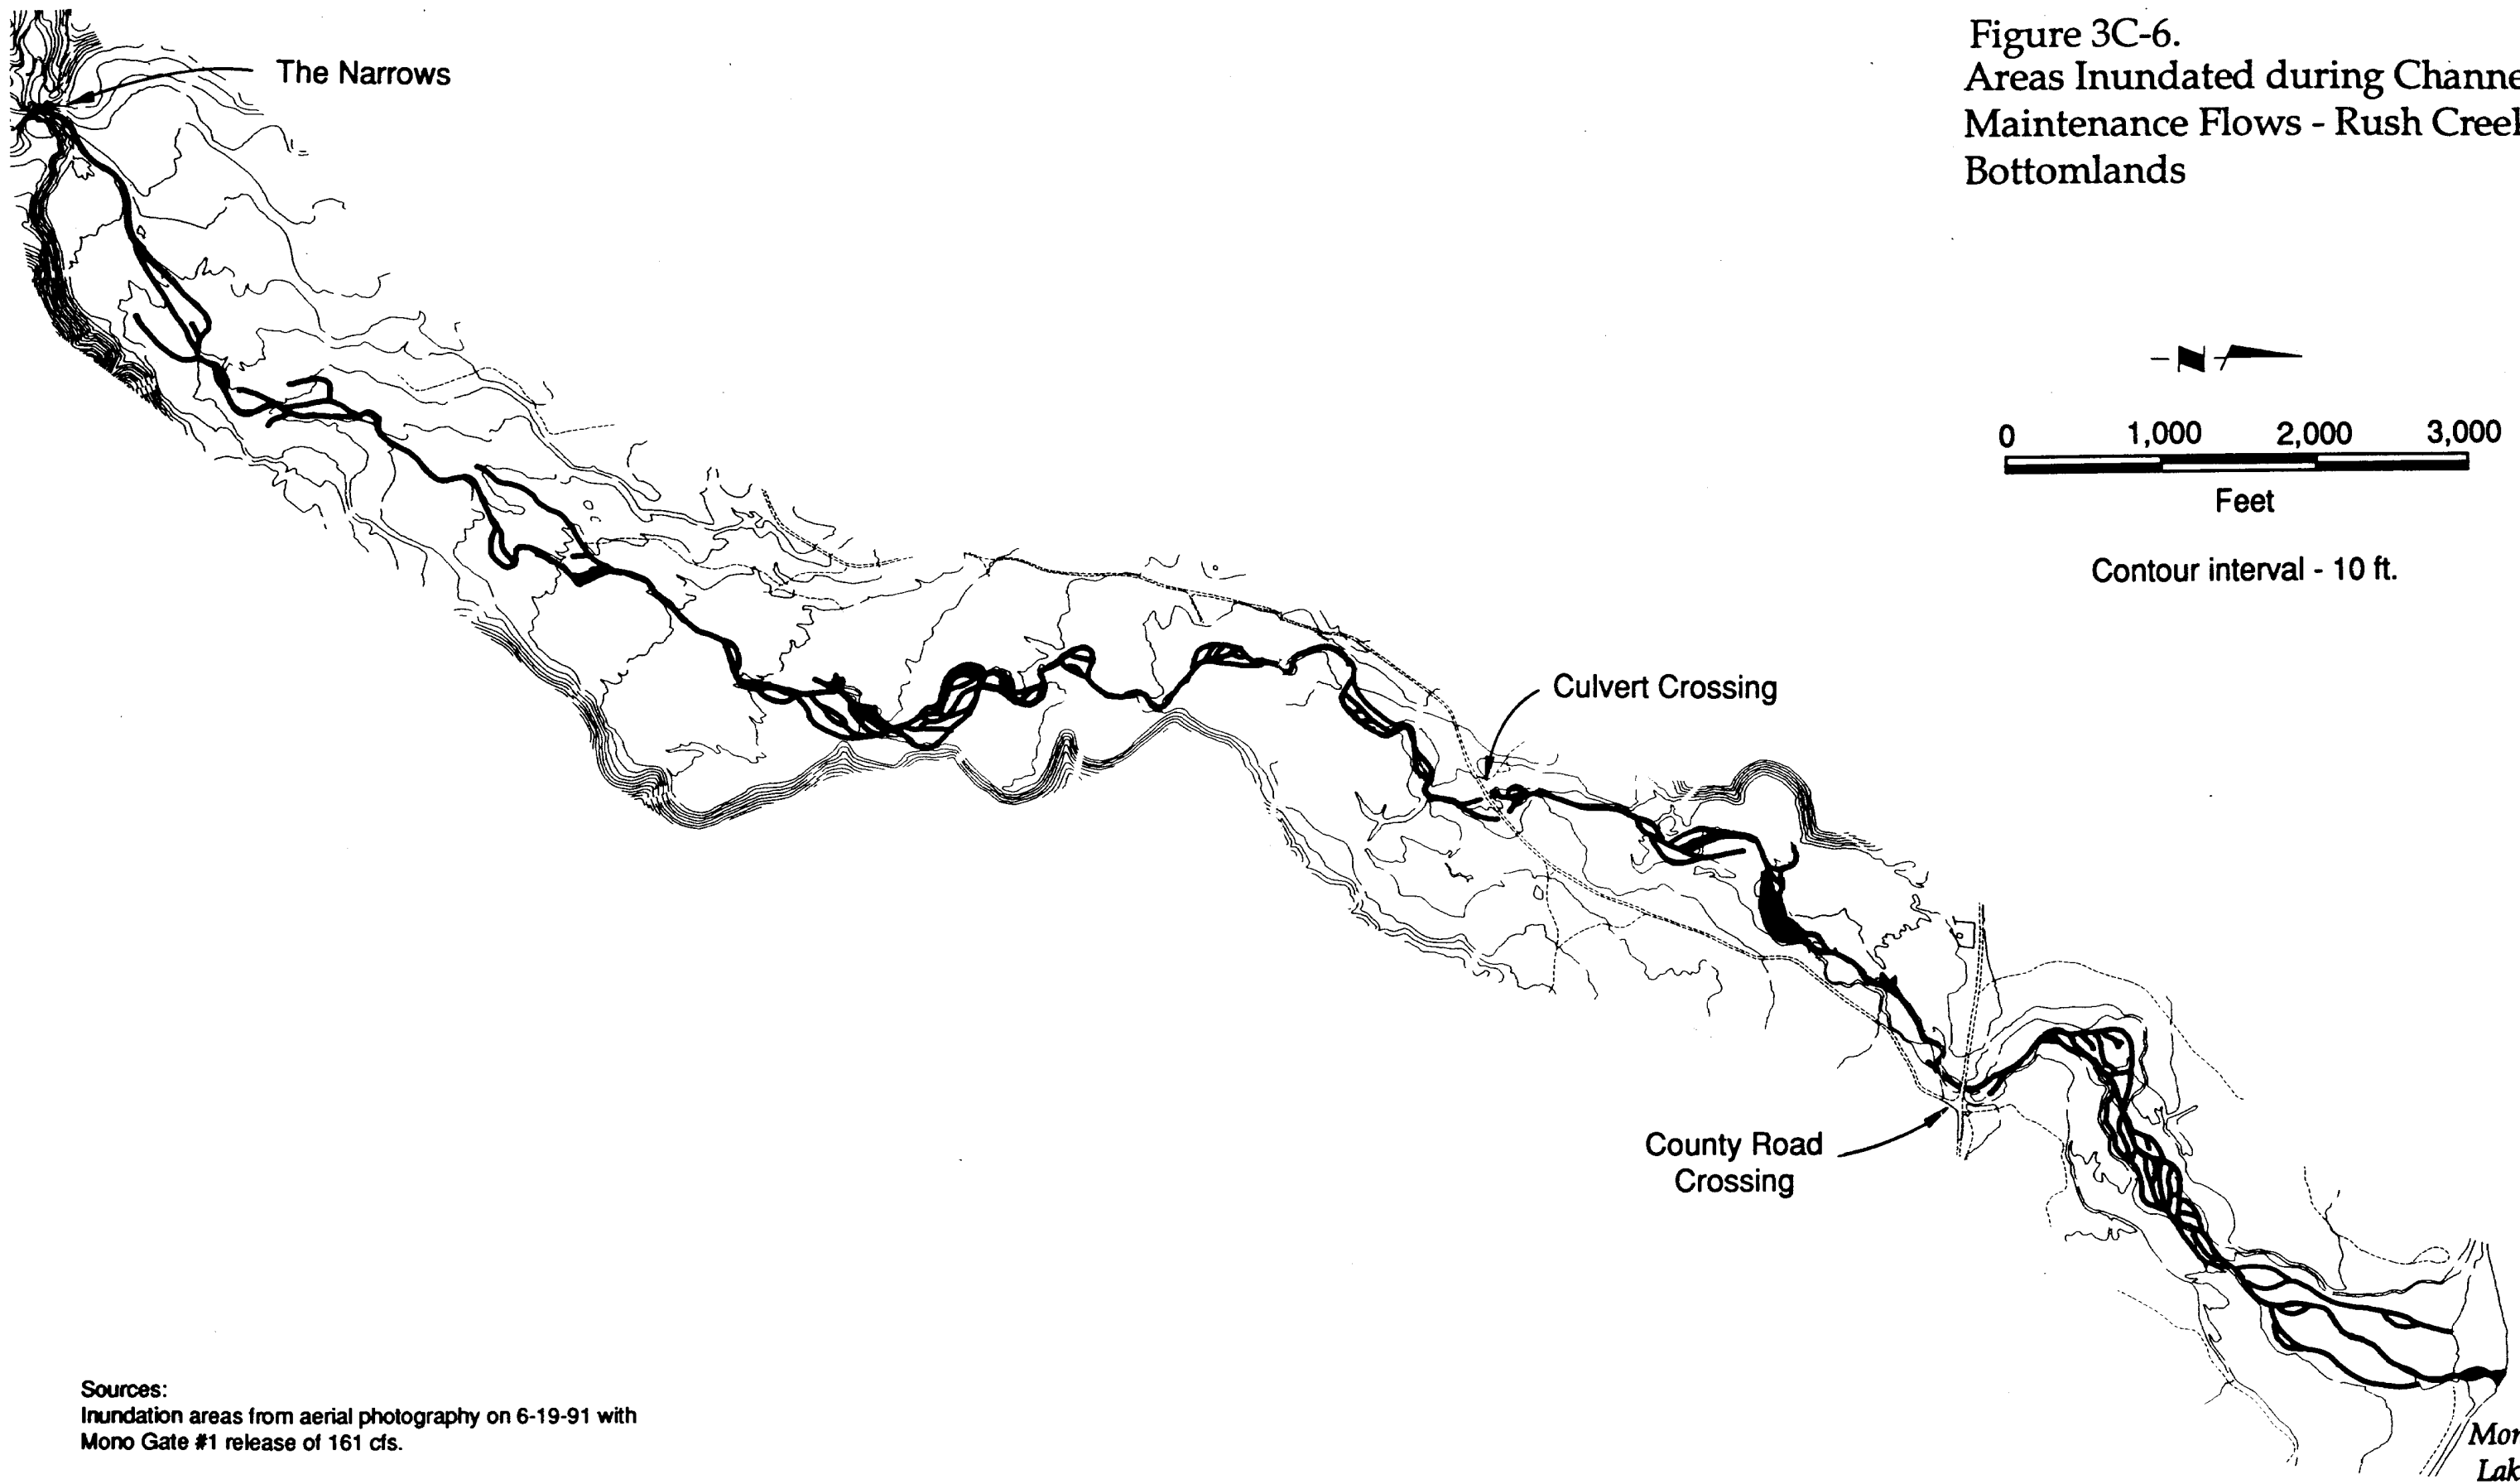 Figure 3C-6.
Areas Inundated during Channe
Maintenance Flows - Rush Creel
Bottomlands
The Narrows
N
0 1,000 2,000 3,000
Feet
Contour interval - 10 ft.
Culvert Crossing
County Road
Crossing
Sources:
Inundation areas from aerial photography on 6-19-91 with
Mono Gate #1 release of 161 cfs.
Mor
Lak